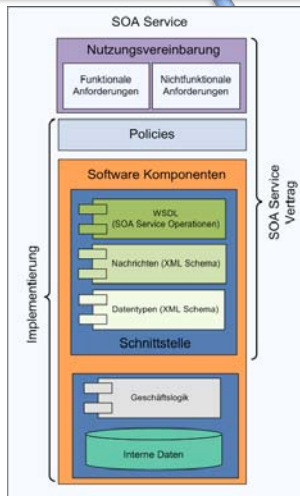 SOA Service
Nutzungsvereinbarung
Funktionale
Anforderungen
Nichtfunktionale
Anforderungen
Policies
Software Komponenten
WSDL
(SOA Service Operationen)
Nachrichten (XML Schema)
Datentypen (XML Schema)
Schnittstelle
Geschäftslogik
Interne Daten
Implementierung
SOA Service
Vertrag